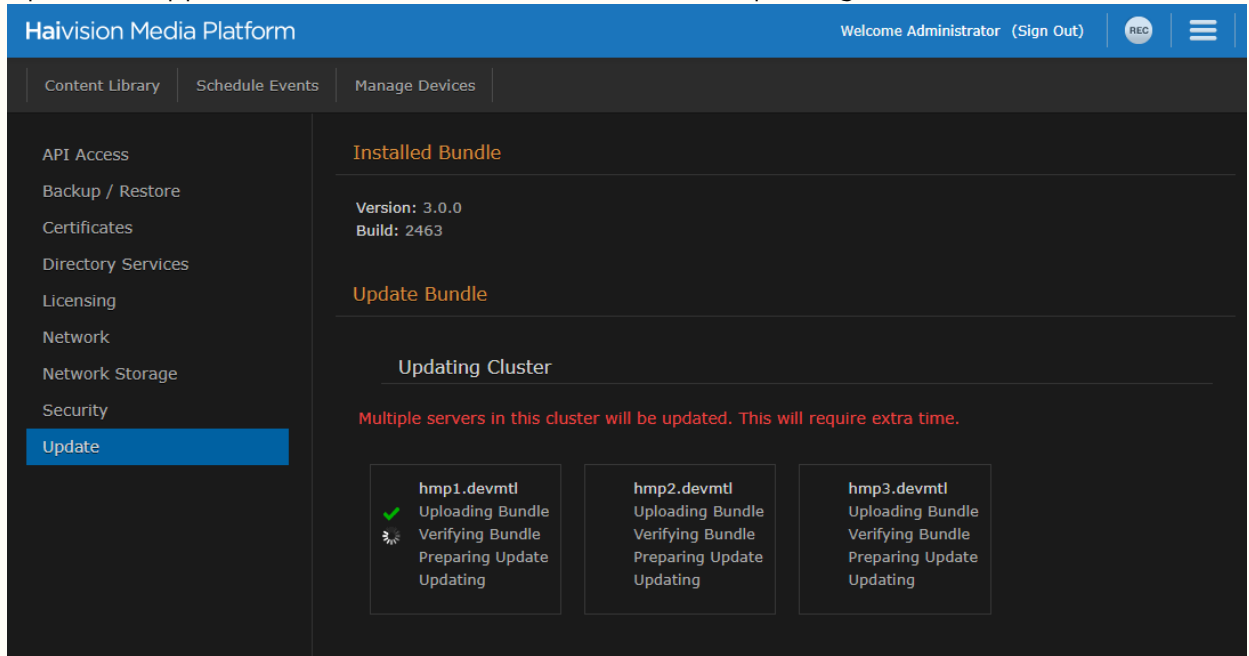 Haivision Media Platform
Welcome Administrator (Sign Out)
REC
Content Library
Schedule Events
Manage Devices
API Access
Backup / Restore
Certificates
Directory Services
Licensing
Network
Network Storage
Security
Update
Installed Bundle
Version: 3.0.0
Build: 2463
Update Bundle
Updating Cluster
Multiple servers in this cluster will be updated. This will require extra time.
hmp1.devmtl
Uploading Bundle
Verifying Bundle
Preparing Update
Updating
hmp2.devmtl
Uploading Bundle
Verifying Bundle
Preparing Update
Updating
hmp3.devmtl
Uploading Bundle
Verifying Bundle
Preparing Update
Updating